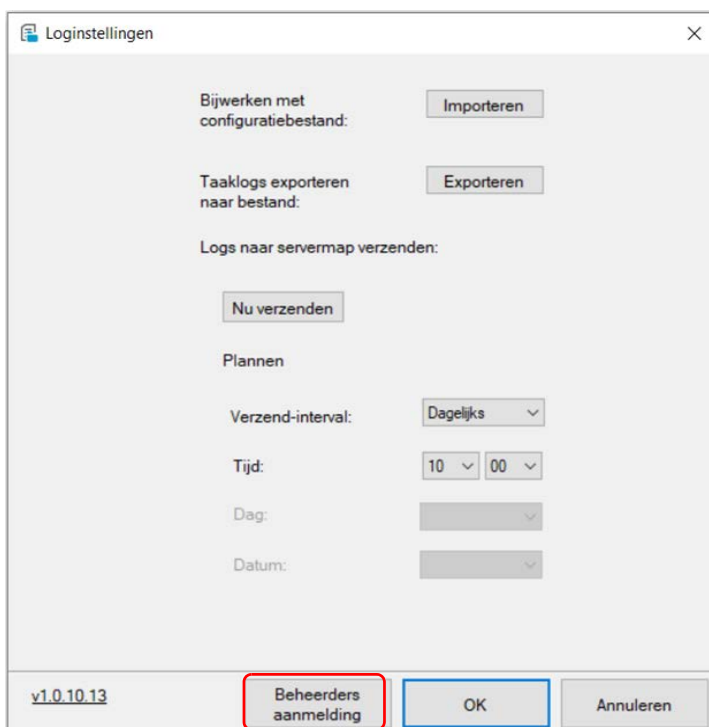 Loginstellingen
Bijwerken met
configuratiebestand:
Importeren
Taaklogs exporteren
naar bestand:
Exporteren
Logs naar servermap verzenden:
Nu verzenden
Plannen
Verzend-interval:
Dagelijks
Tijd:
10 00
Dag:
Datum:
v1.0.10.13
Beheerders
aanmelding
OK
Annuleren